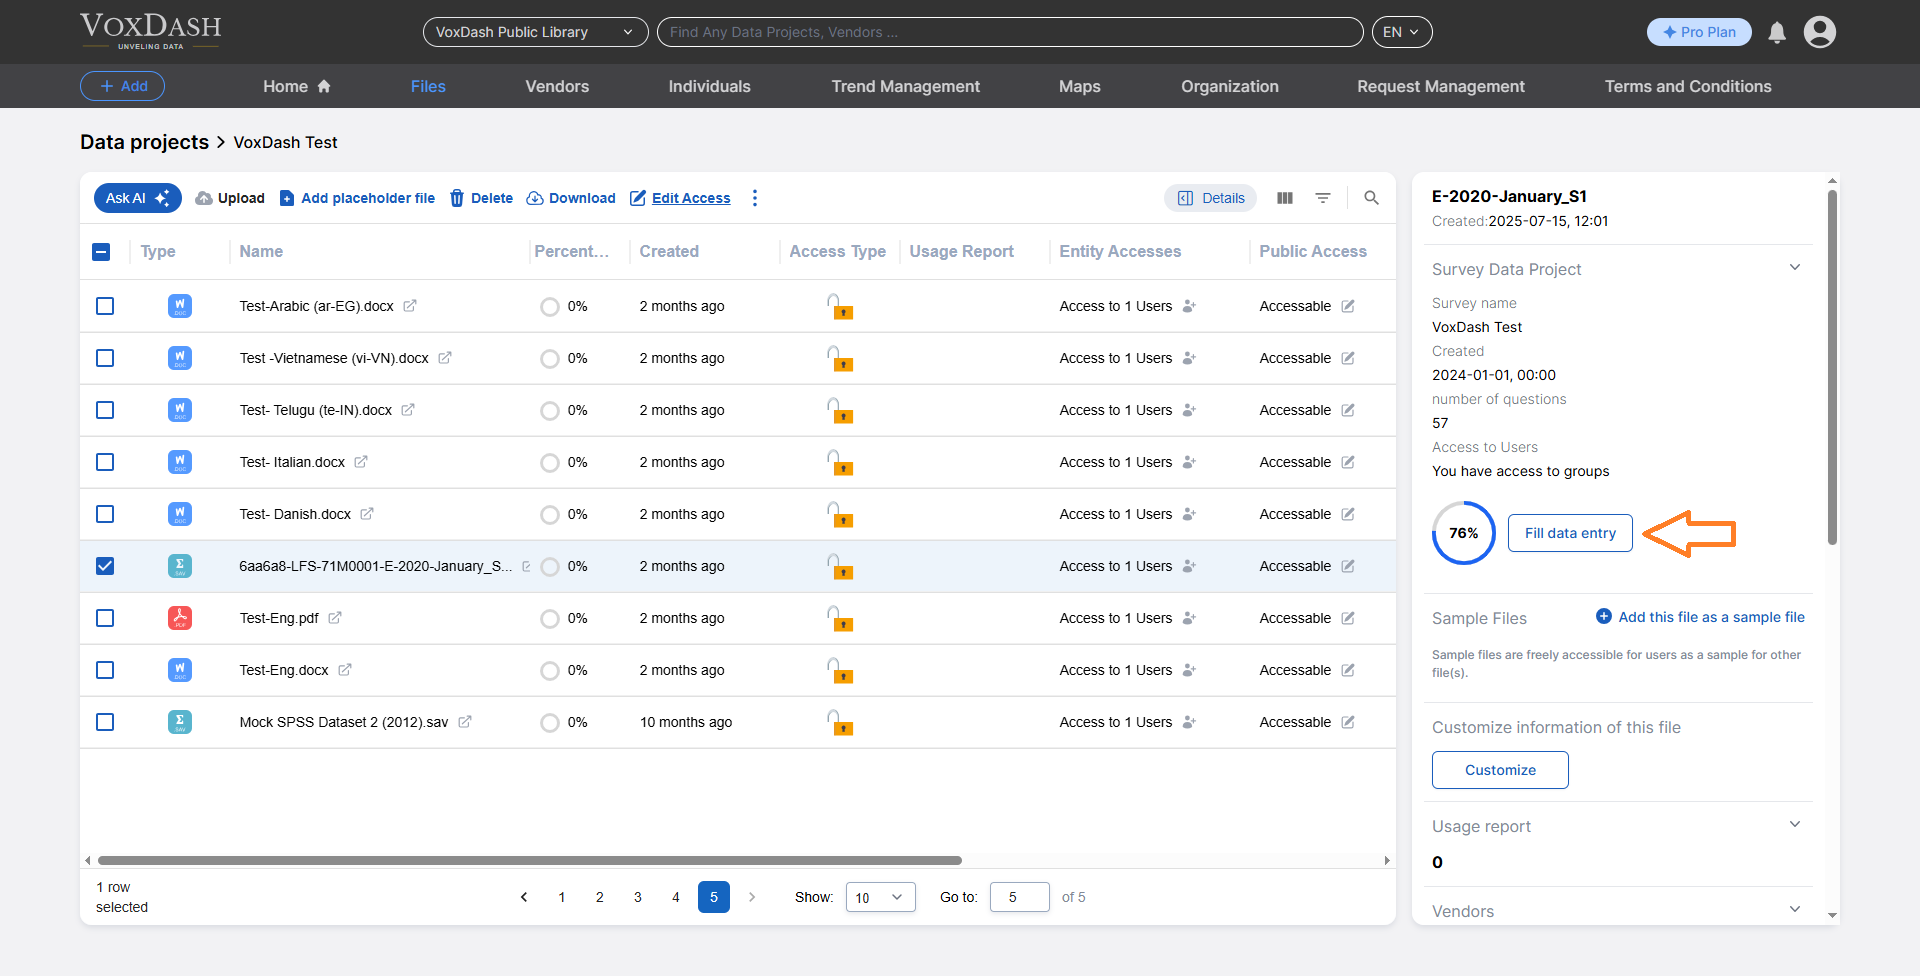 VOXDASH
UNVELING DATA
VoxDash Public Library
Find Any Data Projects, Vendors ...
EN
Pro Plan
Add
Home
Files
Vendors
Individuals
Trend Management
Maps
Organization
Request Management
Terms and Conditions
Data projects > VoxDash Test
Ask AI
Upload
Add placeholder file
Delete
Download
Edit Access
Details
Type
Name
Percent...
Created
Access Type
Usage Report
Entity Accesses
Public Access
W DOC Test-Arabic (ar-EG).docx 0% 2 months ago Access to 1 Users Accessable
W DOC Test -Vietnamese (vi-VN).docx 0% 2 months ago Access to 1 Users Accessable
W DOC Test- Telugu (te-IN).docx 0% 2 months ago Access to 1 Users Accessable
W DOC Test- Italian.docx 0% 2 months ago Access to 1 Users Accessable
W DOC Test- Danish.docx 0% 2 months ago Access to 1 Users Accessable
Σ SAV 6aa6a8-LFS-71M0001-E-2020-January_S... 0% 2 months ago Access to 1 Users Accessable
PDF Test-Eng.pdf 0% 2 months ago Access to 1 Users Accessable
W DOC Test-Eng.docx 0% 2 months ago Access to 1 Users Accessable
Σ SAV Mock SPSS Dataset 2 (2012).sav 0% 10 months ago Access to 1 Users Accessable
1 row
selected
1 2 3 4 5
Show: 10
Go to: 5 of 5
E-2020-January_S1
Created:2025-07-15, 12:01
Survey Data Project
Survey name
VoxDash Test
Created
2024-01-01, 00:00
number of questions
57
Access to Users
You have access to groups
76%
Fill data entry
Sample Files
Add this file as a sample file
Sample files are freely accessible for users as a sample for other
file(s).
Customize information of this file
Customize
Usage report
0
Vendors